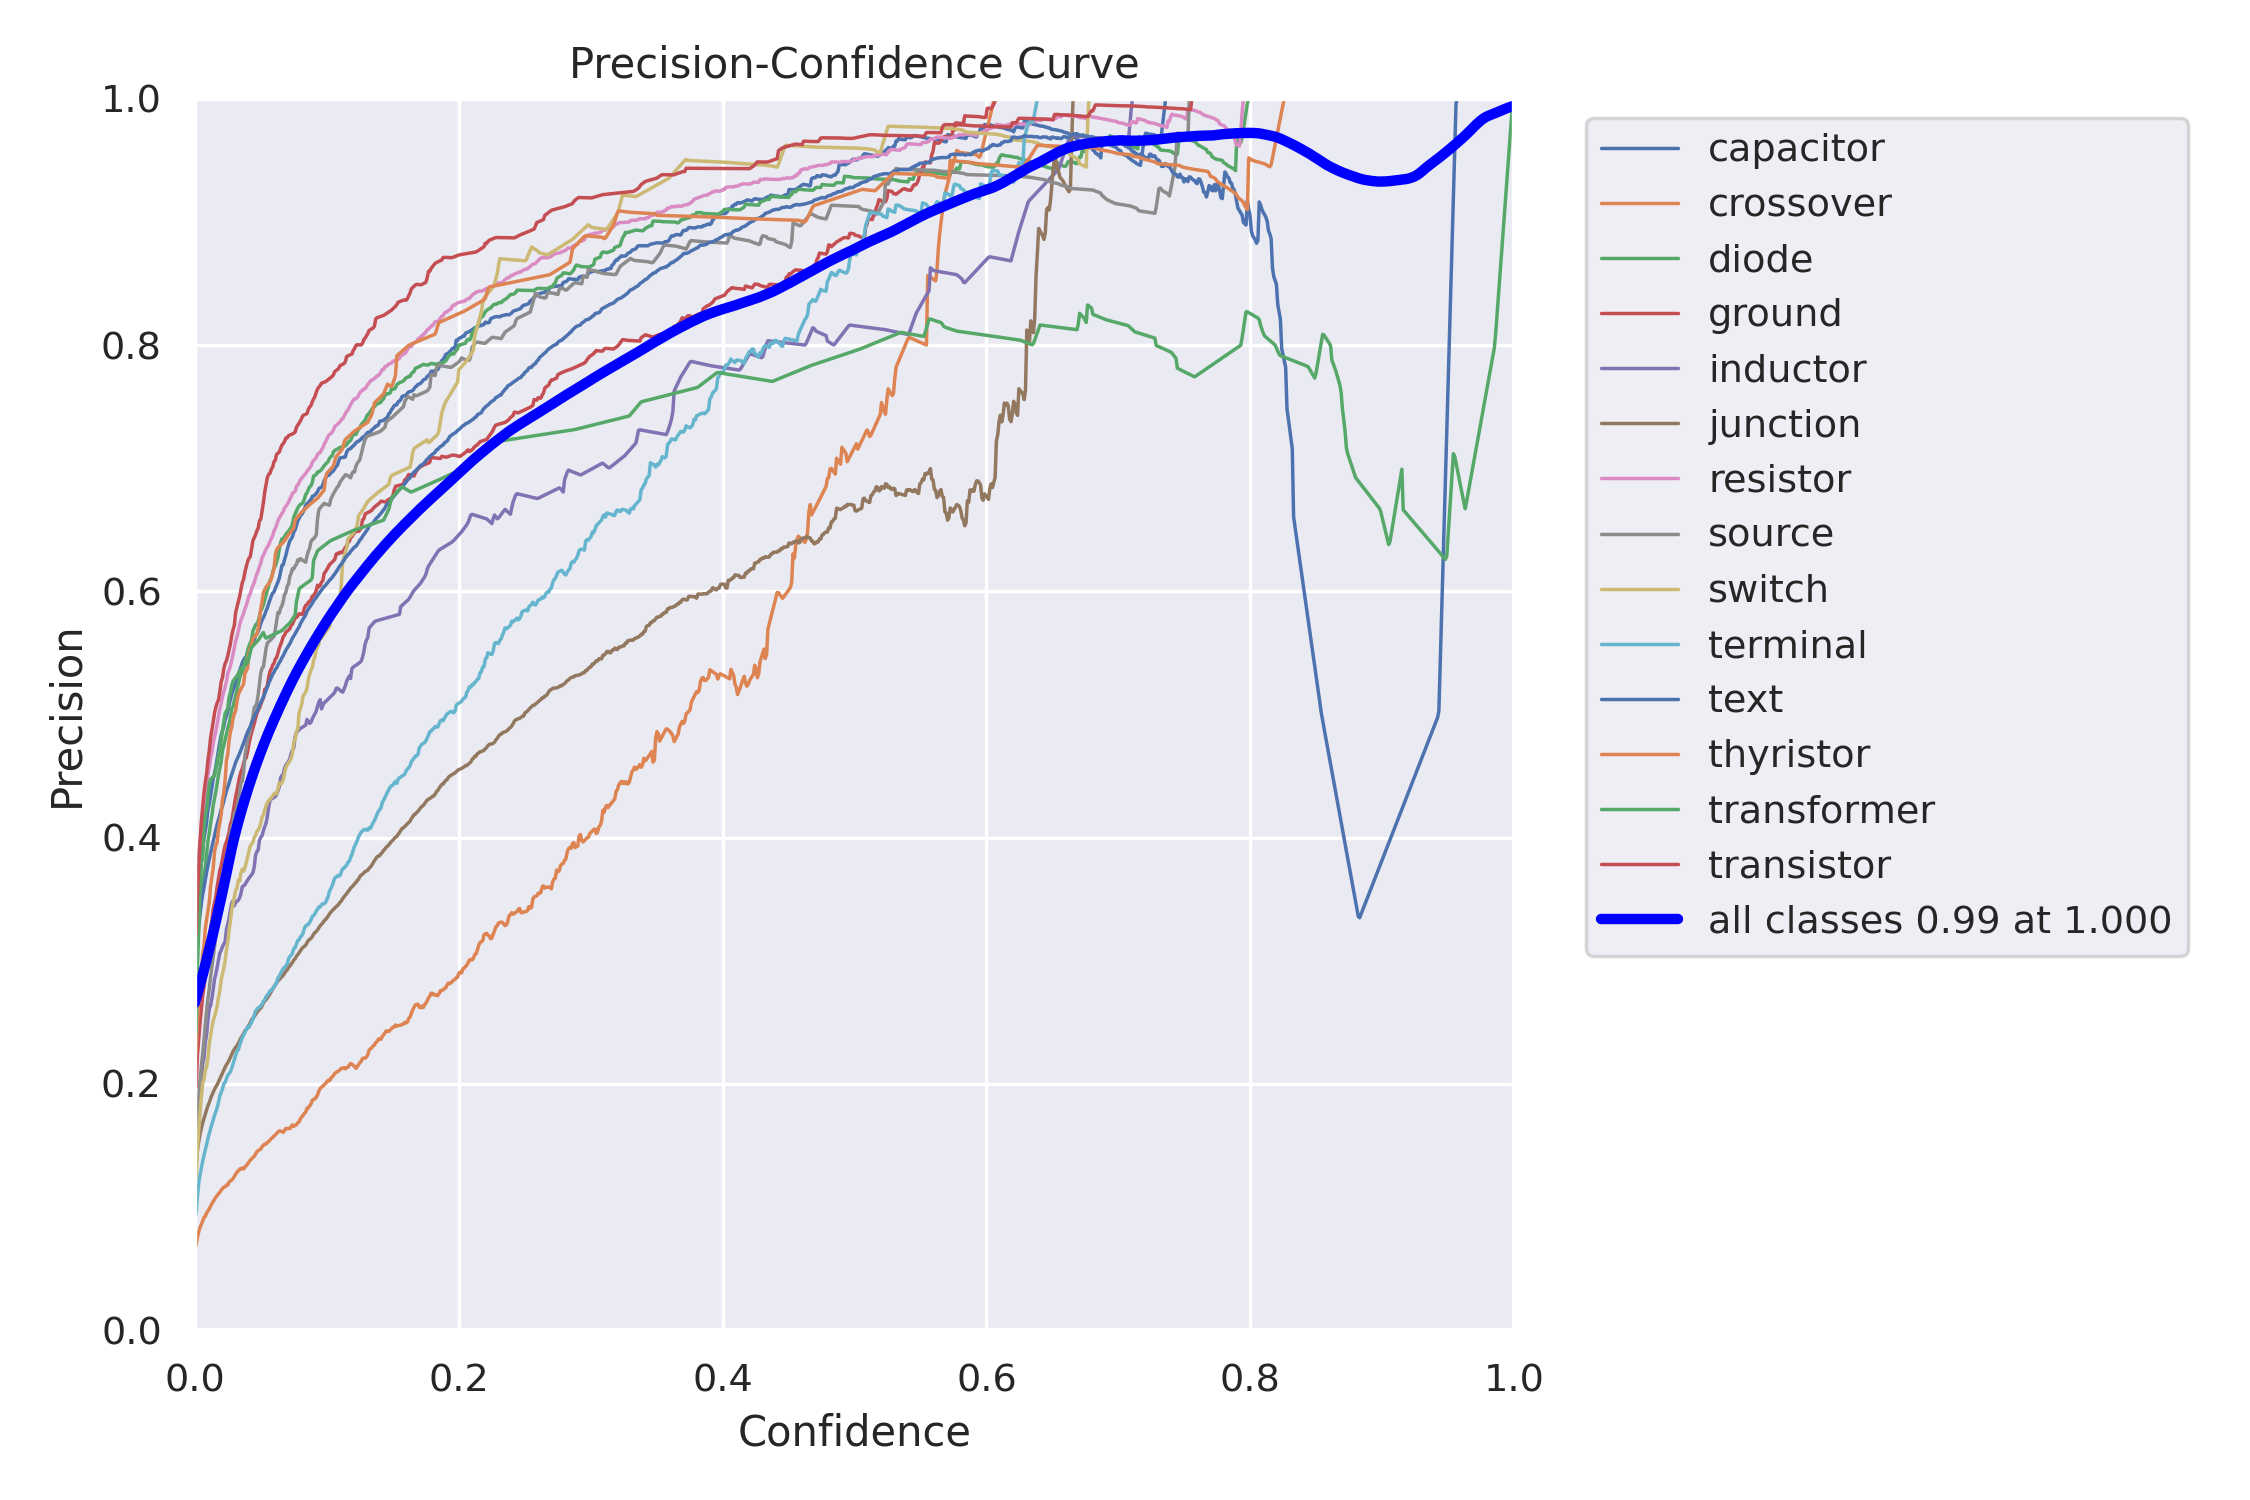 Precision-Confidence Curve
1.0
0.8
0.6
0.4
0.2
0.0
Precision
0.0 0.2 0.4 0.6 0.8 1.0
Confidence
capacitor
crossover
diode
ground
inductor
junction
resistor
source
switch
terminal
text
thyristor
transformer
transistor
all classes 0.99 at 1.000